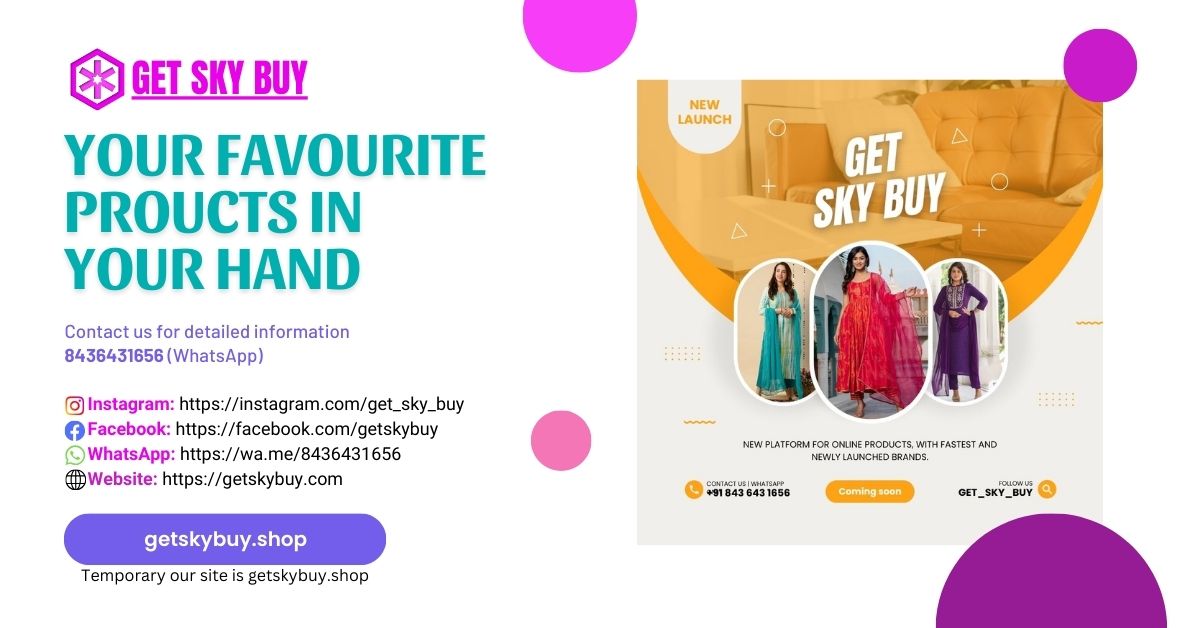 GET SKY BUY
YOUR FAVOURITE
PROUCTS IN
YOUR HAND
Contact us for detailed information
8436431656 (WhatsApp)
Instagram: https://instagram.com/get_sky_buy
Facebook: https://facebook.com/getskybuy
WhatsApp: https://wa.me/8436431656
Website: https://getskybuy.com
getskybuy.shop
Temporary our site is getskybuy.shop
NEW
LAUNCH
GET
SKY BUY
NEW PLATFORM FOR ONLINE PRODUCTS, WITH FASTEST AND
NEWLY LAUNCHED BRANDS.
CONTACT US | WHATSAPP
+91 843 643 1656
Coming soon
FOLLOW US
GET_SKY_BUY